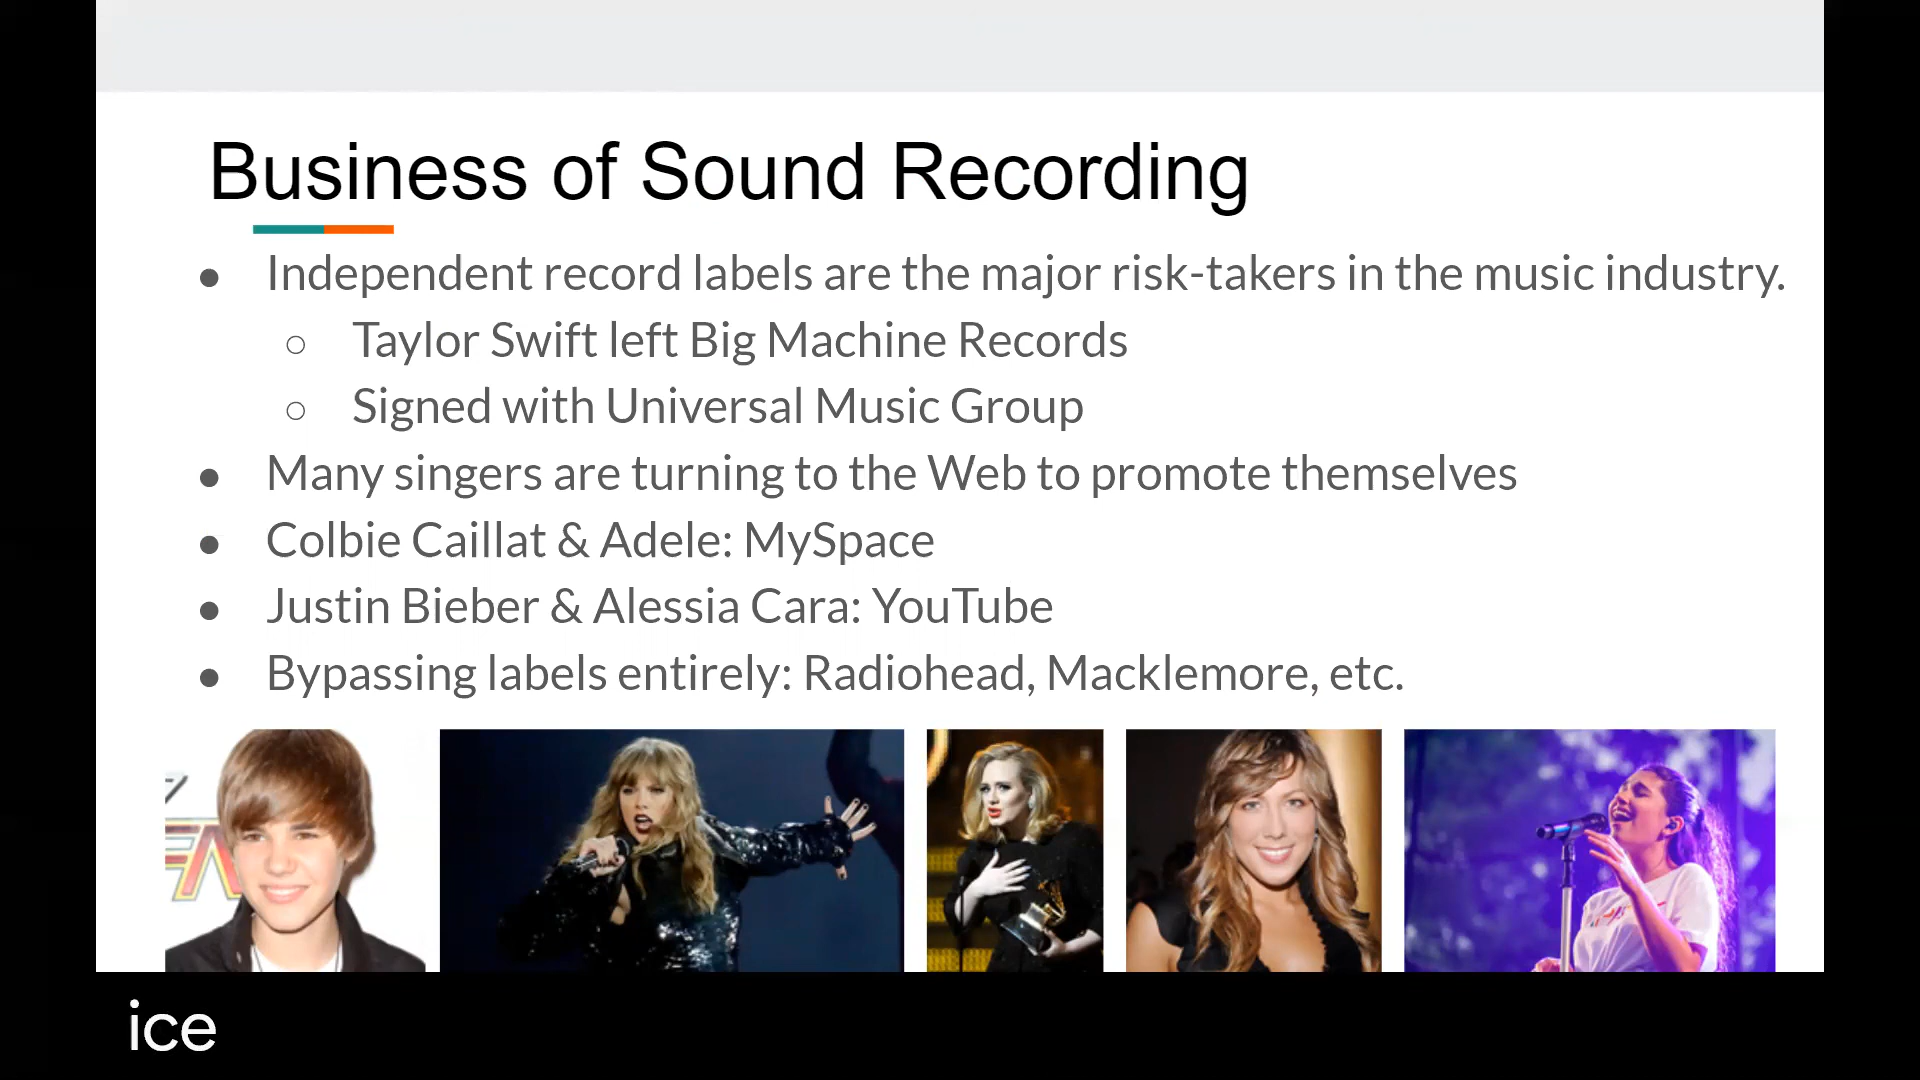 Business of Sound Recording
● Independent record labels are the major risk-takers in the music industry.
○ Taylor Swift left Big Machine Records
○ Signed with Universal Music Group
● Many singers are turning to the Web to promote themselves
● Colbie Caillat & Adele: MySpace
● Justin Bieber & Alessia Cara: YouTube
● Bypassing labels entirely: Radiohead, Macklemore, etc.
ice